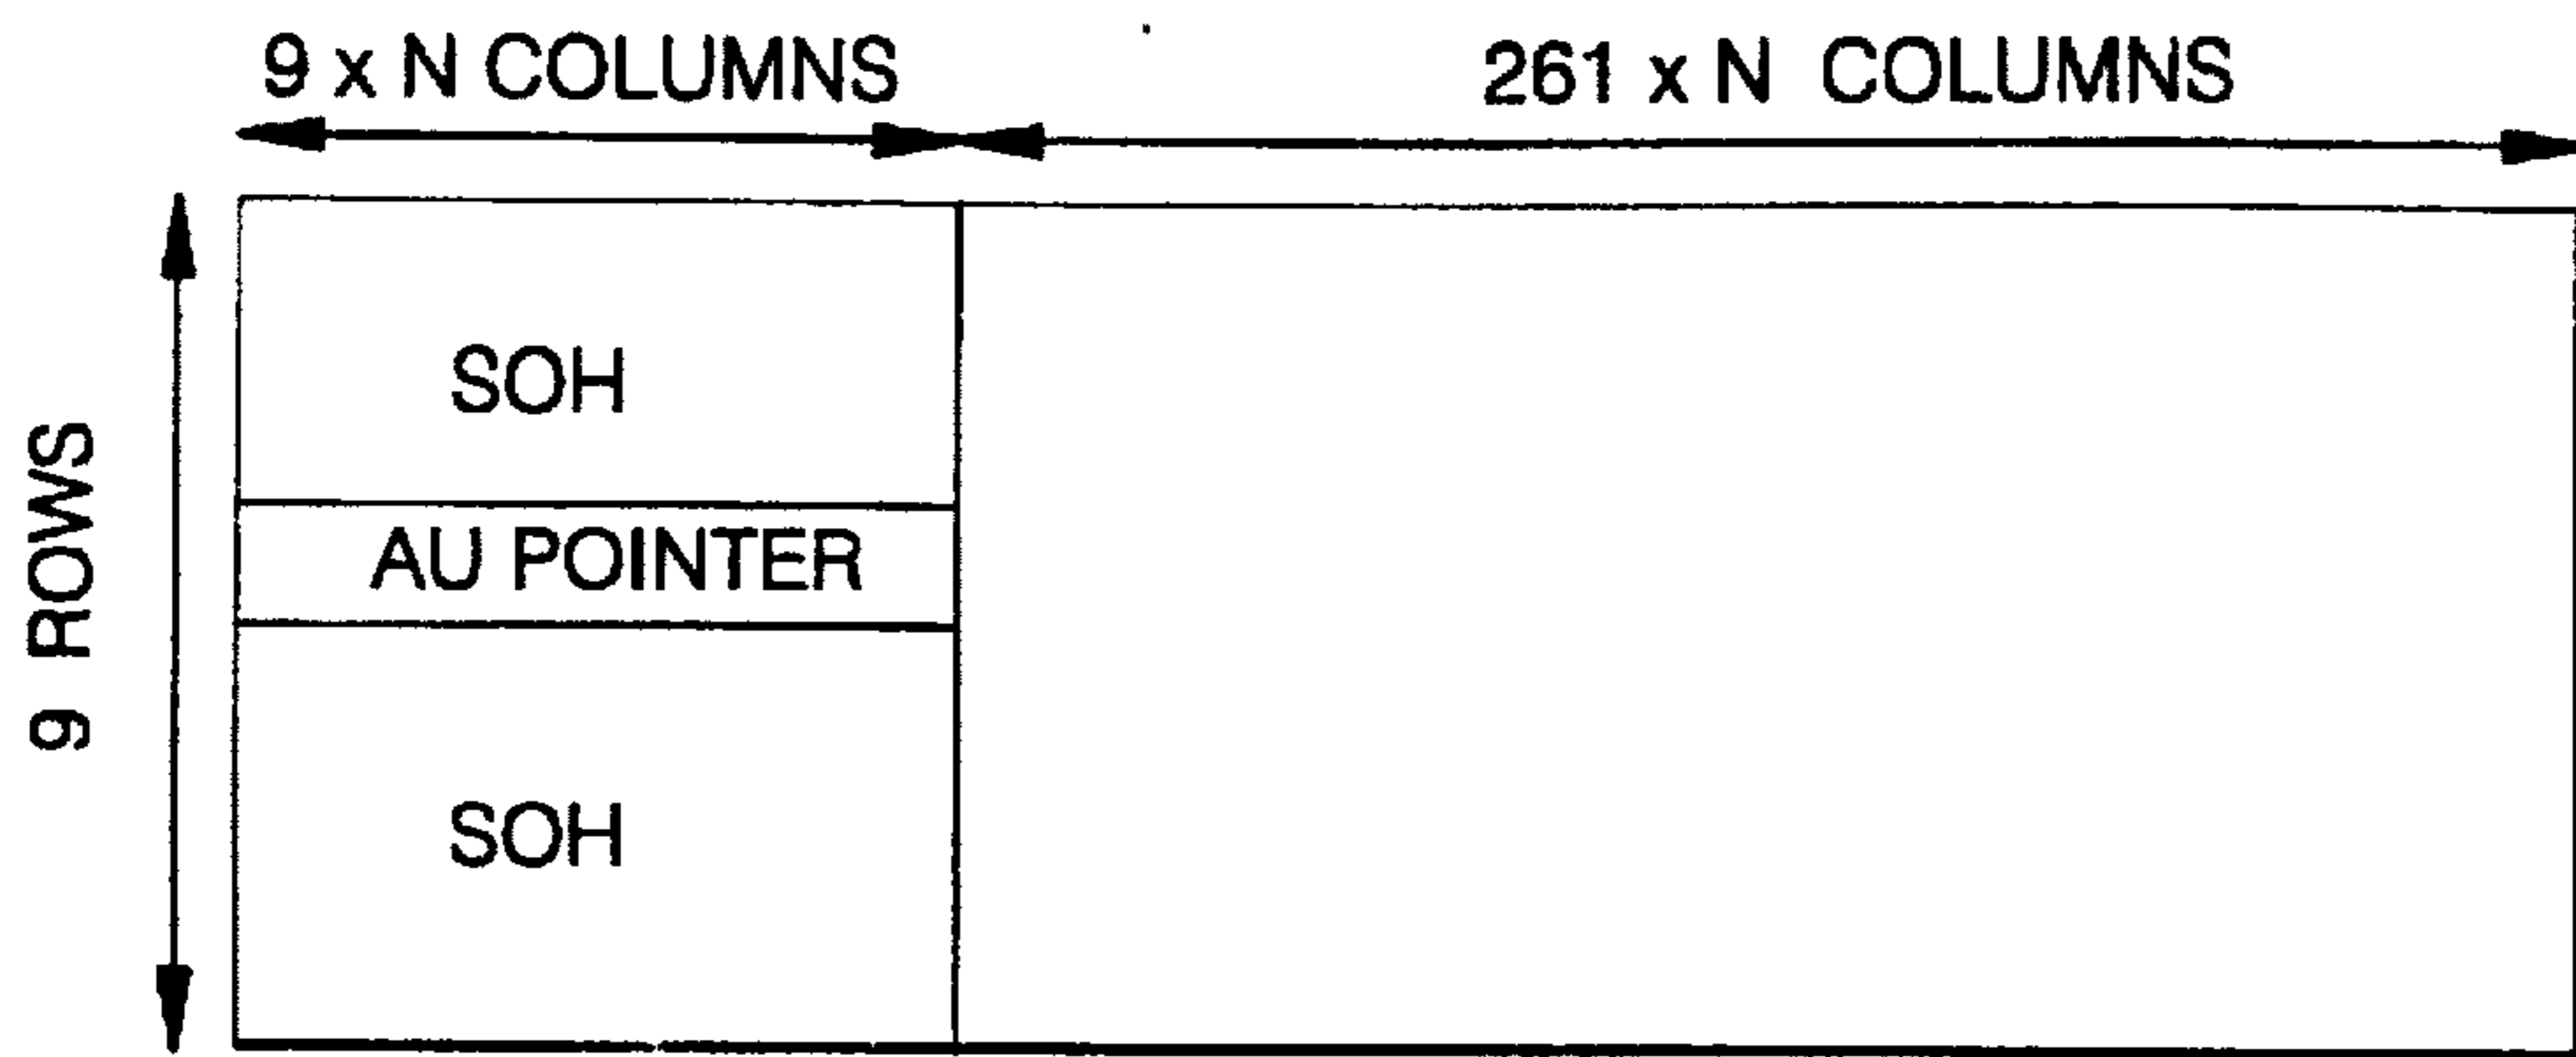 9 x N COLUMNS
261 x N COLUMNS
9 ROWS
SOH
AU POINTER
SOH